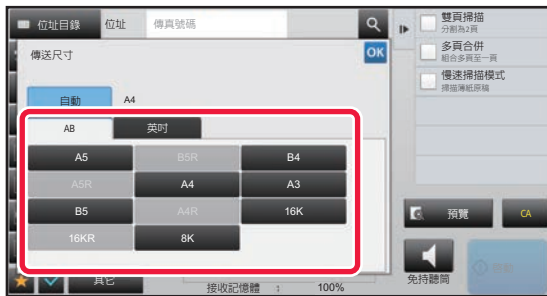 位址目錄 位址 傳真號碼
傳送尺寸 OK
自動 A4
AB 英吋
A5 B5R B4
A5R A4 A3
B5 A4R 16K
16KR 8K
其它 接收記憶體 : 100%
雙頁掃描
分割為2頁
多頁合併
組合多頁至一頁
慢速掃描模式
掃描薄紙原稿
預覽 CA
免持聽筒 啟動